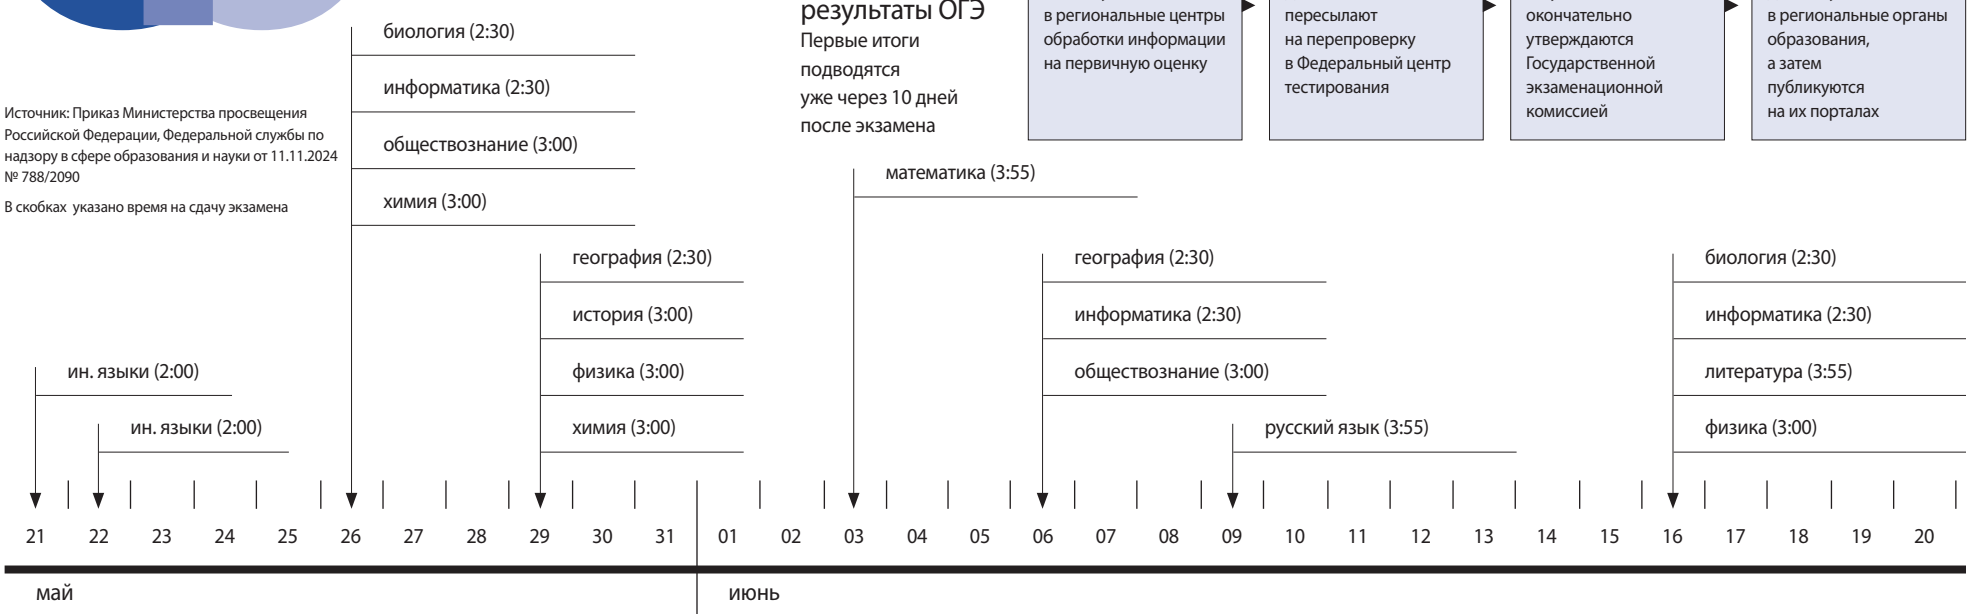 результаты ОГЭ
Первые итоги
подводятся
уже через 10 дней
после экзамена
в региональные центры
обработки информации
на первичную оценку
пересылают
на перепроверку
в Федеральный центр
тестирования
окончательно
утверждаются
Государственной
экзаменационной
комиссией
в региональные органы
образования,
а затем
публикуются
на их порталах
Источник: Приказ Министерства просвещения
Российской Федерации, Федеральной службы по
надзору в сфере образования и науки от 11.11.2024
№ 788/2090
В скобках указано время на сдачу экзамена
ин. языки (2:00)
ин. языки (2:00)
биология (2:30)
информатика (2:30)
обществознание (3:00)
химия (3:00)
география (2:30)
история (3:00)
физика (3:00)
химия (3:00)
математика (3:55)
география (2:30)
информатика (2:30)
обществознание (3:00)
русский язык (3:55)
биология (2:30)
информатика (2:30)
литература (3:55)
физика (3:00)
21 22 23 24 25 26 27 28 29 30 31 01 02 03 04 05 06 07 08 09 10 11 12 13 14 15 16 17 18 19 20
май
июнь